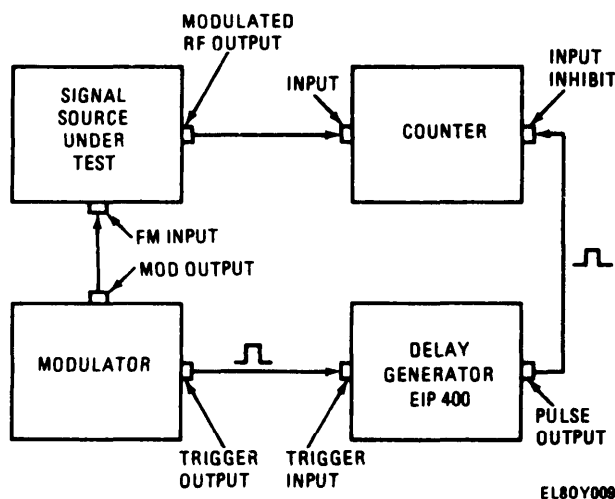 MODULATED
RF OUTPUT
SIGNAL
SOURCE
UNDER
TEST
INPUT
COUNTER
INPUT
INHIBIT
FM INPUT
MOD OUTPUT
MODULATOR
DELAY
GENERATOR
EIP 400
TRIGGER
OUTPUT
TRIGGER
INPUT
PULSE
OUTPUT
EL8OY009